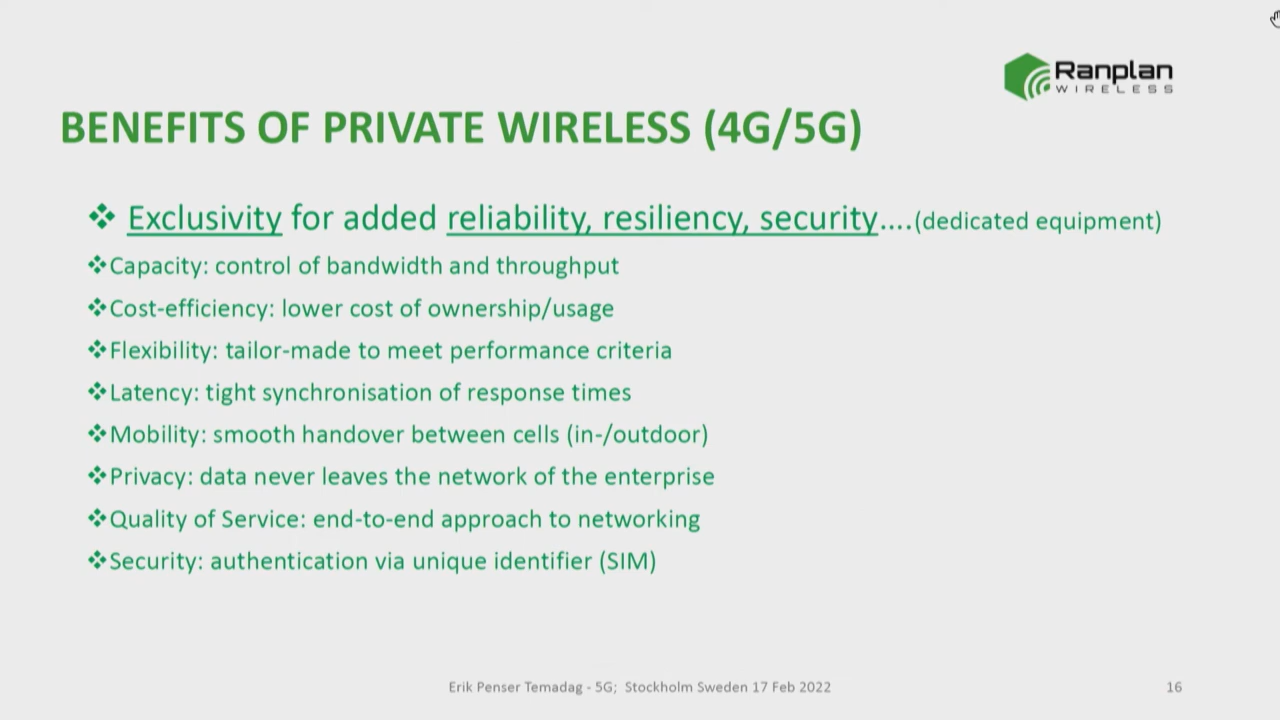 Ranplan
WIRELESS
BENEFITS OF PRIVATE WIRELESS (4G/5G)
❖ Exclusivity for added reliability, resiliency, security....(dedicated equipment)
❖Capacity: control of bandwidth and throughput
❖Cost-efficiency: lower cost of ownership/usage
❖Flexibility: tailor-made to meet performance criteria
❖Latency: tight synchronisation of response times
❖Mobility: smooth handover between cells (in-/outdoor)
❖Privacy: data never leaves the network of the enterprise
❖Quality of Service: end-to-end approach to networking
❖Security: authentication via unique identifier (SIM)
Erik Penser Temadag - 5G; Stockholm Sweden 17 Feb 2022
16